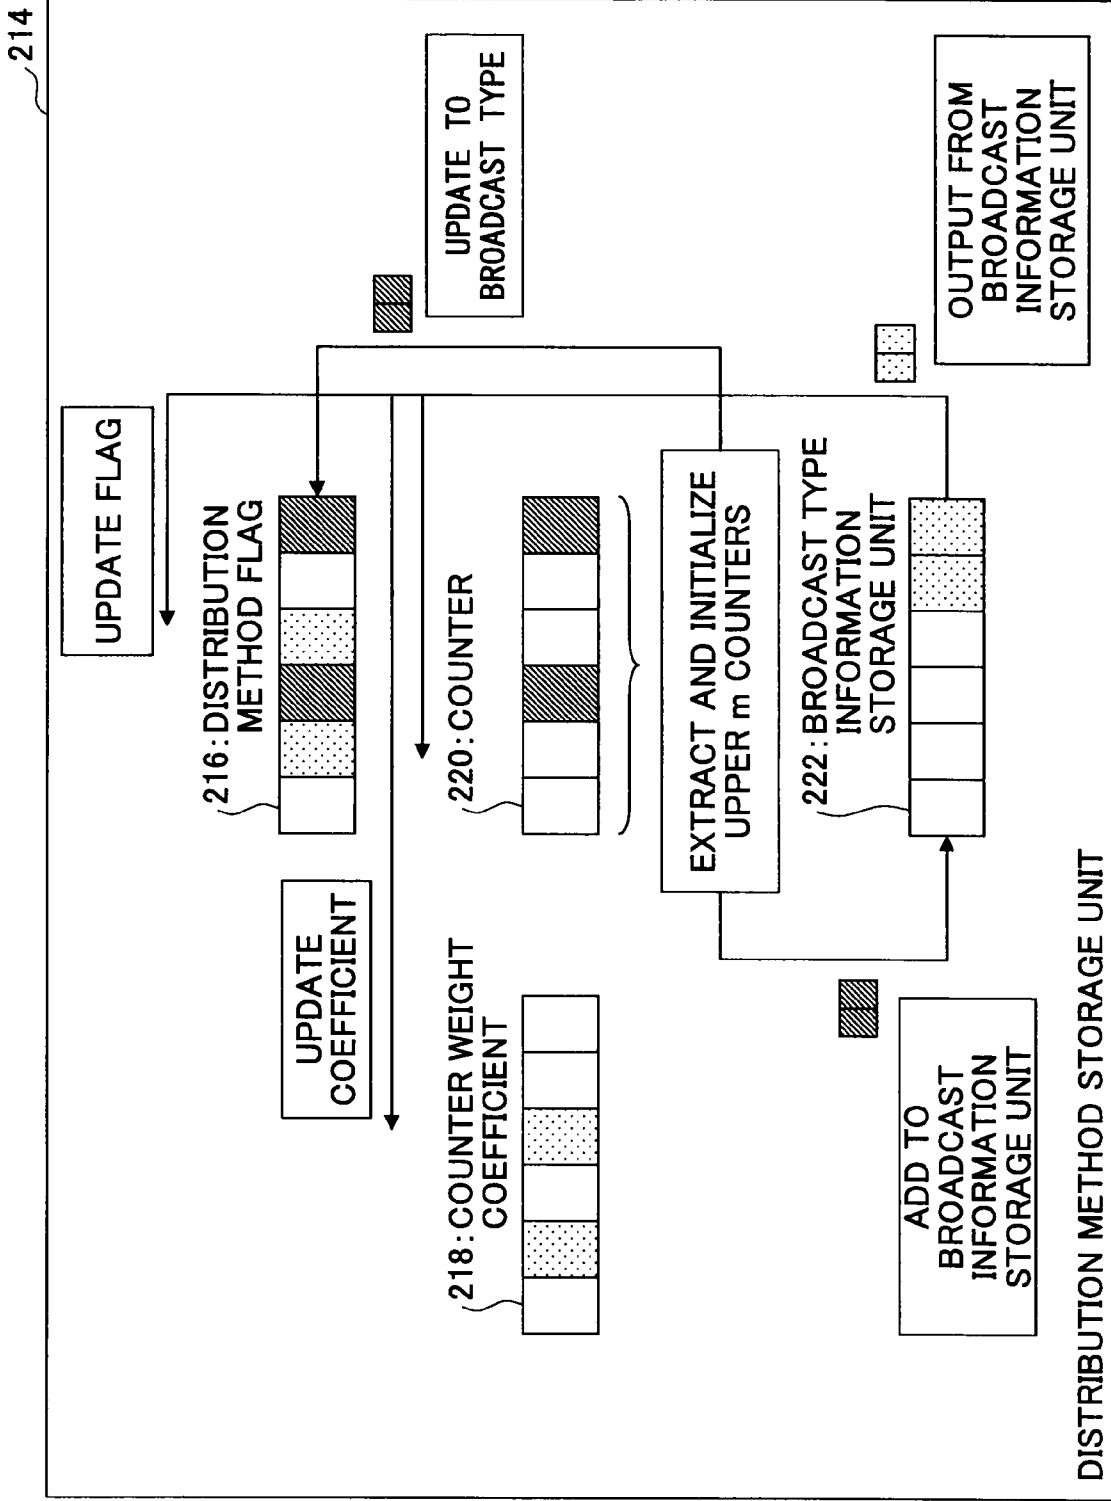 214
UPDATE FLAG
216:DISTRIBUTION
METHOD FLAG
UPDATE TO
BROADCAST TYPE
UPDATE
COEFFICIENT
218:COUNTER WEIGHT
COEFFICIENT
220:COUNTER
EXTRACT AND INITIALIZE
UPPER m COUNTERS
222:BROADCAST TYPE
INFORMATION
STORAGE UNIT
ADD TO
BROADCAST
INFORMATION
STORAGE UNIT
OUTPUT FROM
BROADCAST
INFORMATION
STORAGE UNIT
DISTRIBUTION METHOD STORAGE UNIT